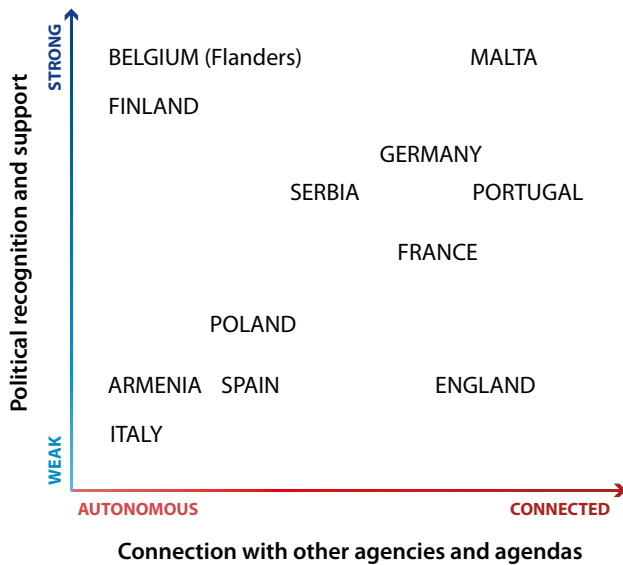 STRONG
Political recognition and support
WEAK
BELGIUM (Flanders)
MALTA
FINLAND
GERMANY
SERBIA
PORTUGAL
FRANCE
POLAND
ARMENIA
SPAIN
ENGLAND
ITALY
AUTONOMOUS
CONNECTED
Connection with other agencies and agendas